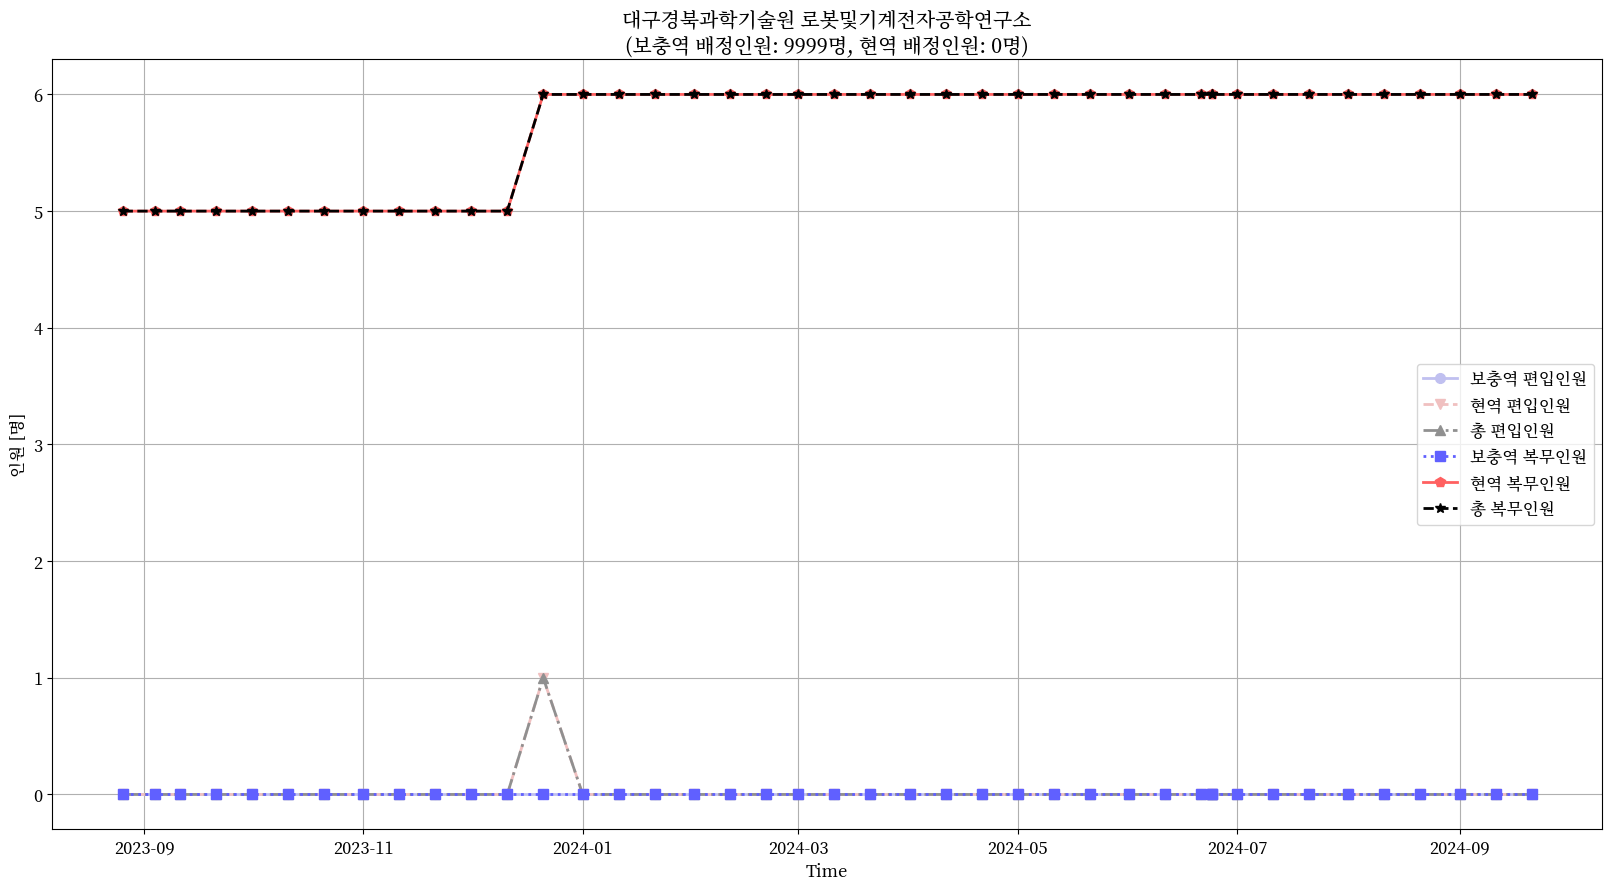 대구경북과학기술원 로봇및기계전자공학연구소
(보충역 배정인원: 9999명, 현역 배정인원: 0명)
인원 [명]
6
5
4
3
2
1
0
보충역 편입인원
현역 편입인원
총 편입인원
보충역 복무인원
현역 복무인원
총 복무인원
2023-09
2023-11
2024-01
2024-03
2024-05
2024-07
2024-09
Time